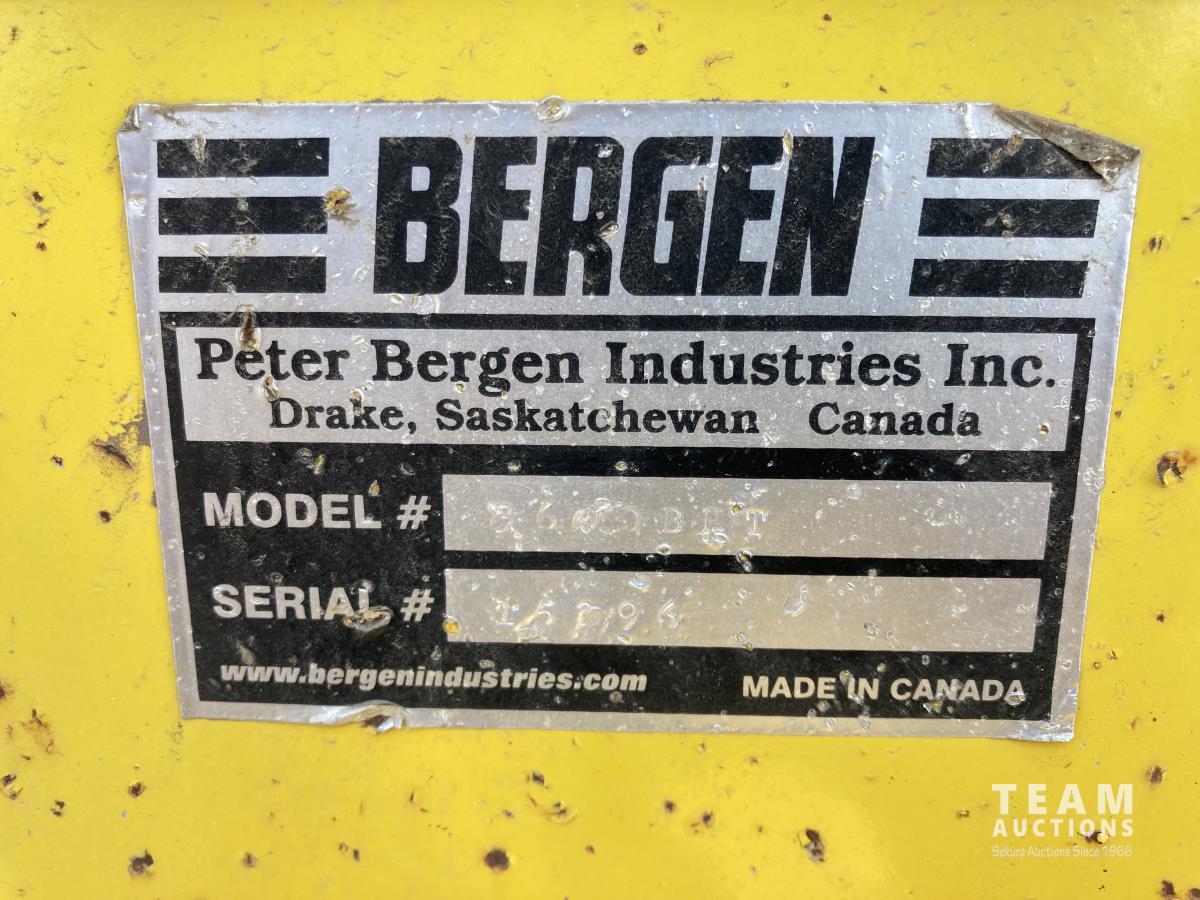 BERGEN
Peter Bergen Industries Inc.
Drake, Saskatchewan Canada
MODEL #
SERIAL #
www.bergenindustries.com
MADE IN CANADA
TEAM
AUCTIONS
Sekura Auctions Since 1966